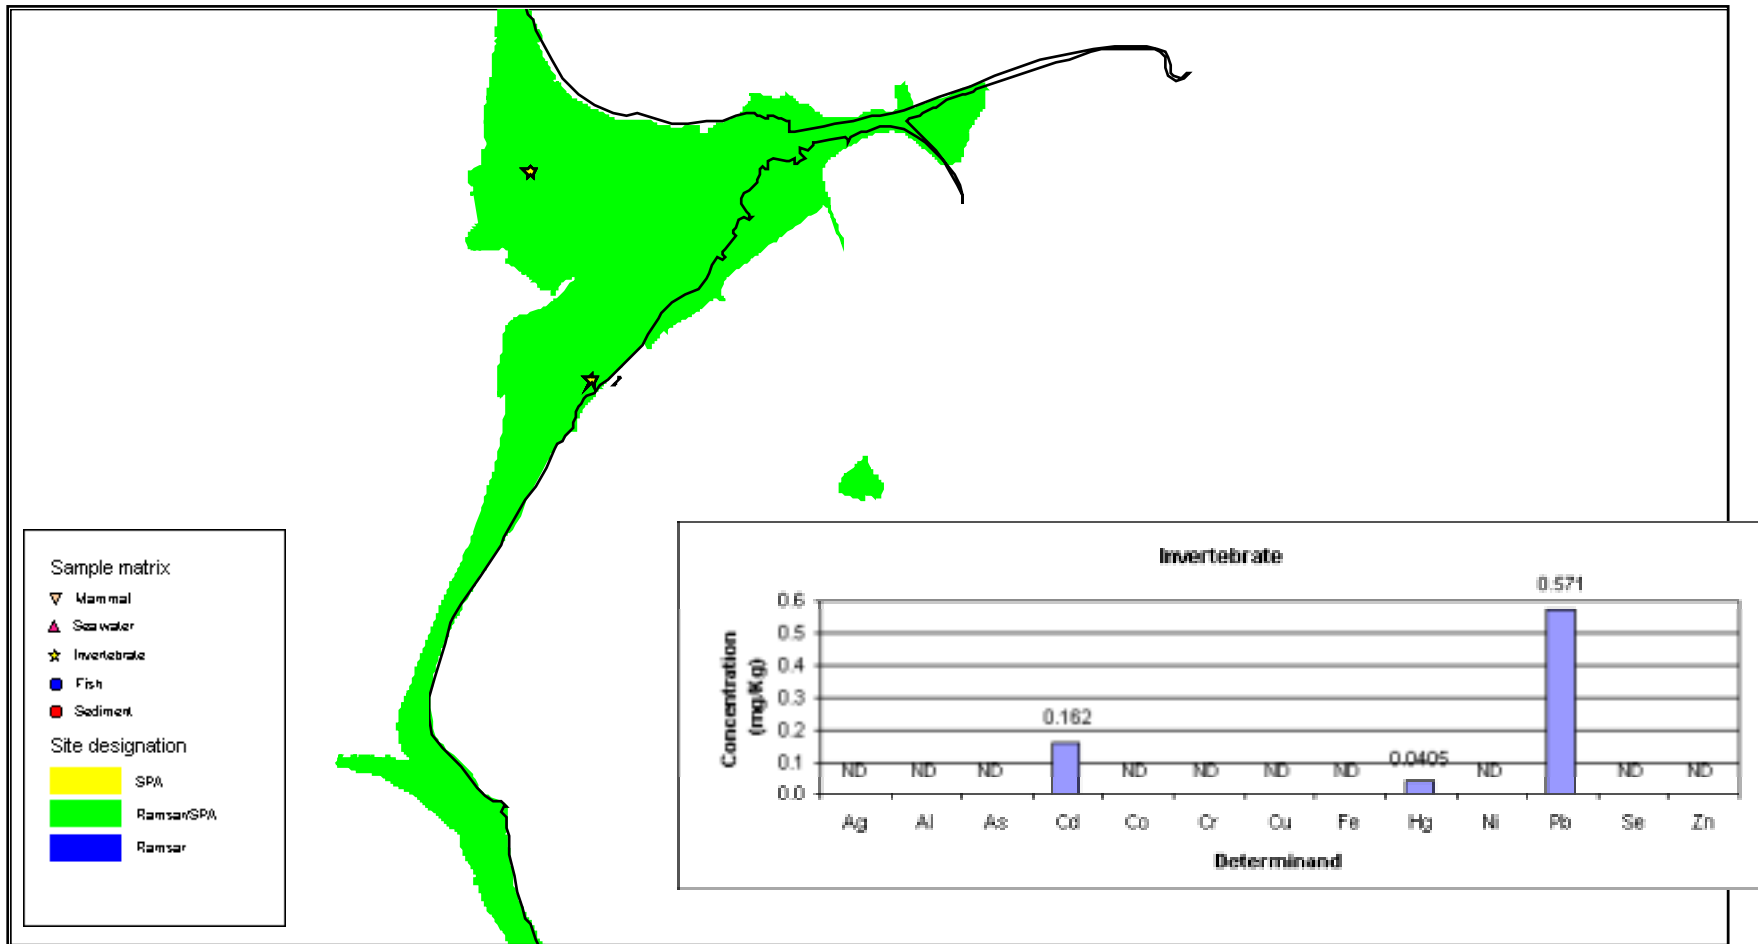 Sample matrix
Mammal
Seawater
Invertebrate
Fish
Sediment
Site designation
SPA
Ramsar/SPA
Ramsar
Invertebrate
Concentration
(mg/Kg)
0.6
0.5
0.4
0.3
0.2
0.1
0.0
ND ND ND 0.162 ND ND ND ND 0.0405 ND 0.571 ND ND
Ag Al As Cd Co Cr Cu Fe Hg Ni Pb Se Zn
Determinand